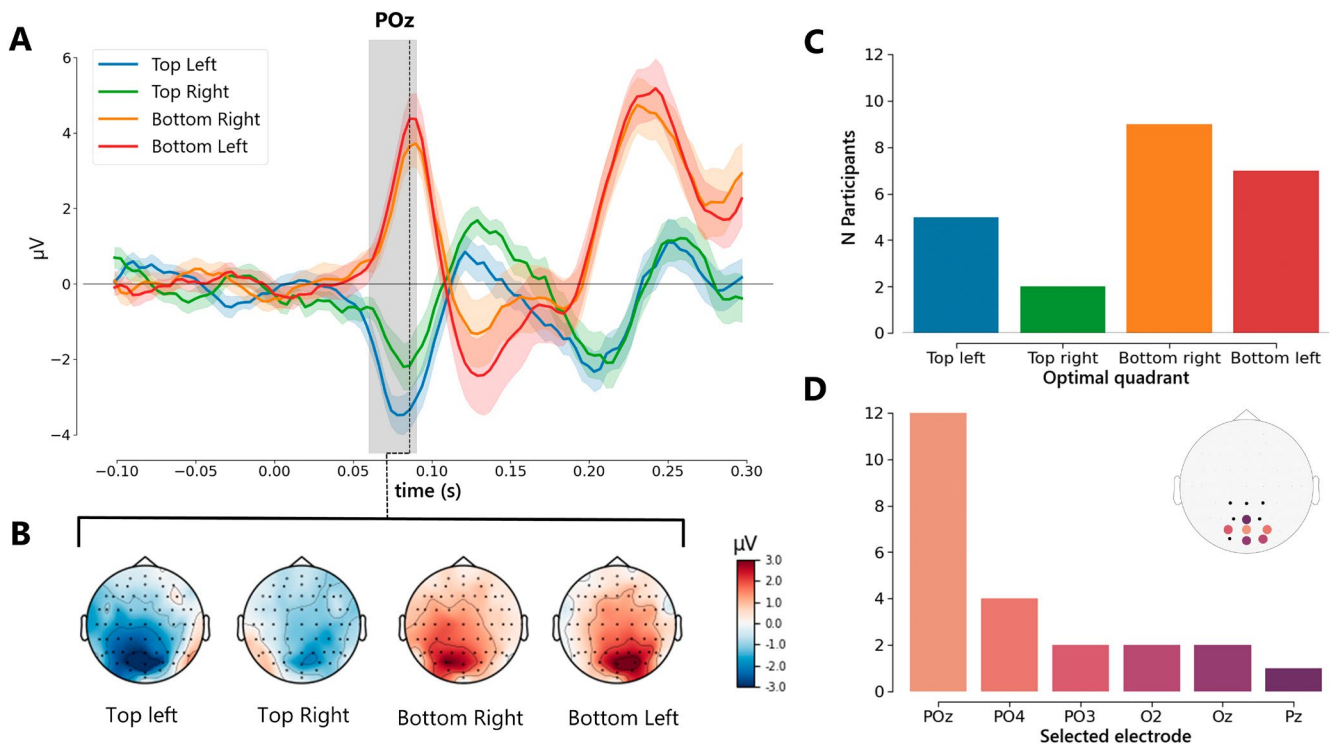 POz
A
6
4
2
0
−2
−4
μV
Top Left
Top Right
Bottom Right
Bottom Left
−0.10 −0.05 0.00 0.05 0.10 0.15 0.20 0.25 0.30
time (s)
B
μV
3.0
2.0
1.0
0.0
-1.0
-2.0
-3.0
Top left Top Right Bottom Right Bottom Left
C
12
10
8
6
4
2
0
N Participants
Top left Top right Bottom right Bottom left
Optimal quadrant
D
12
10
8
6
4
2
0
POz PO4 PO3 O2 Oz Pz
Selected electrode